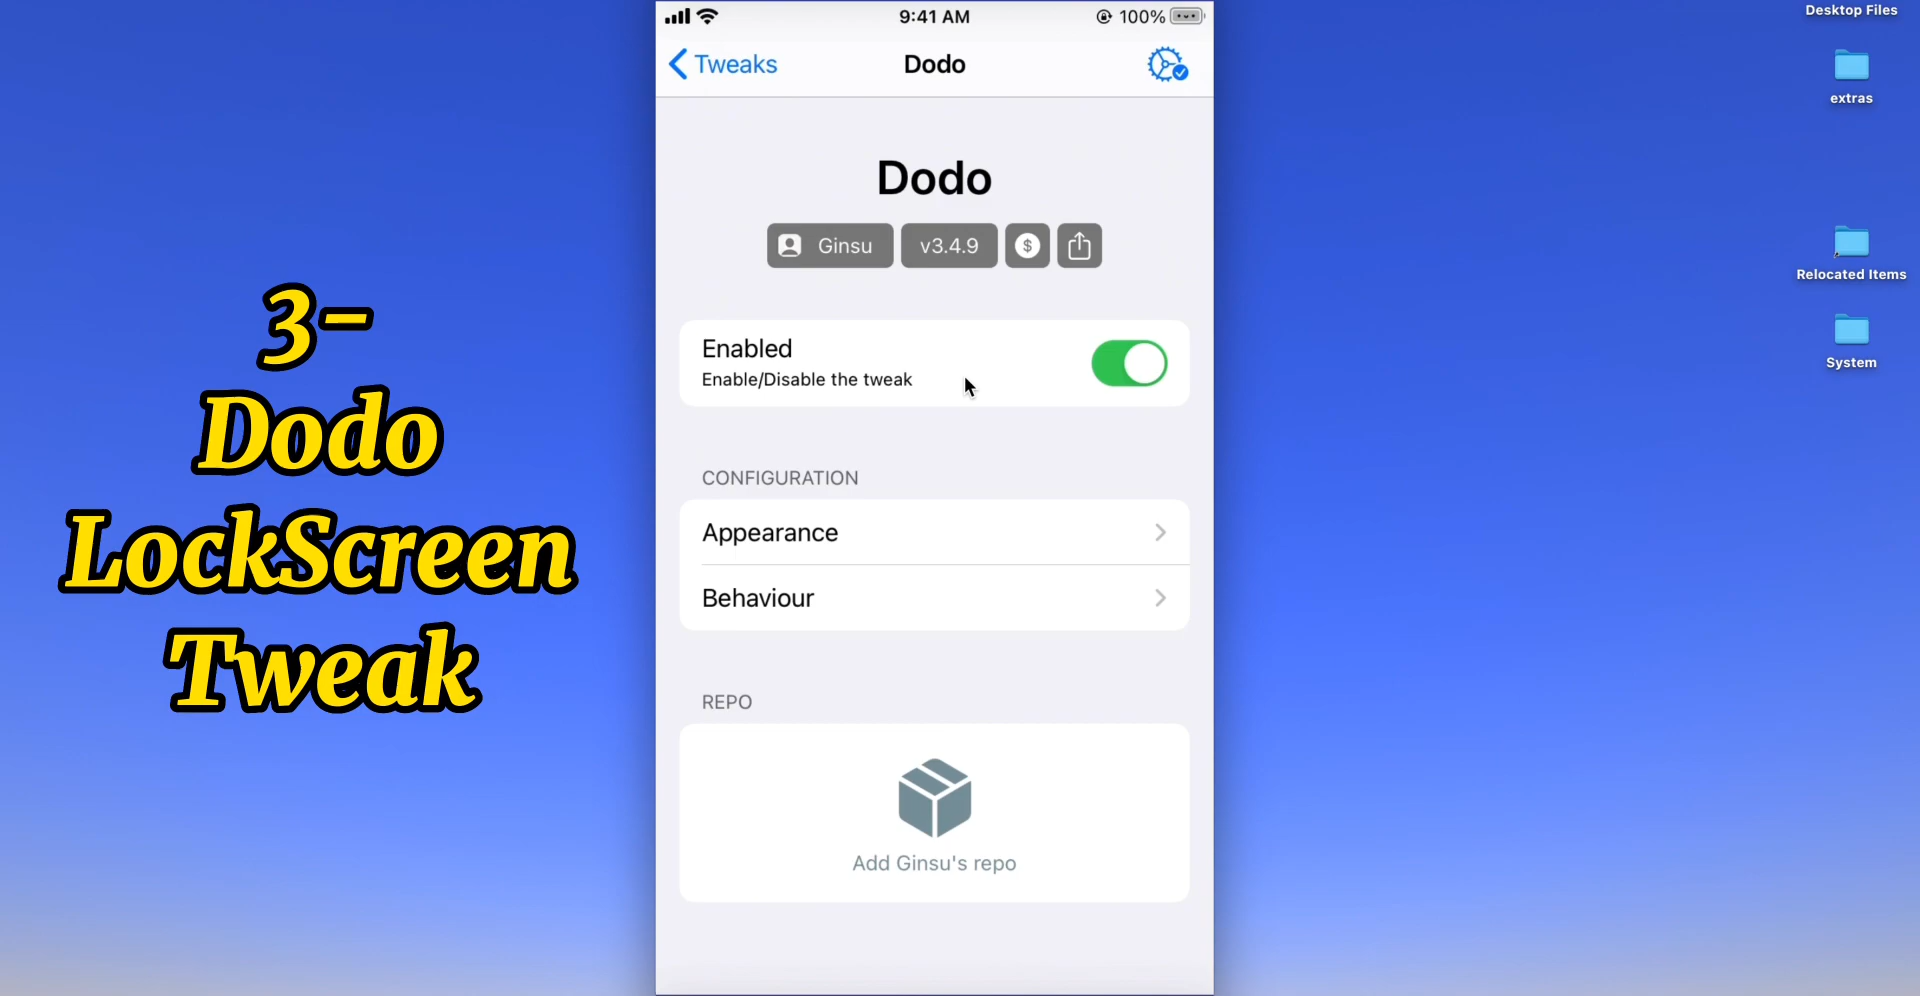 9:41 AM
100%
Tweaks
Dodo
Dodo
Ginsu
v3.4.9
$
Enabled
Enable/Disable the tweak
CONFIGURATION
Appearance
Behaviour
REPO
Add Ginsu's repo
3-
Dodo
LockScreen
Tweak
Desktop Files
extras
Relocated Items
System